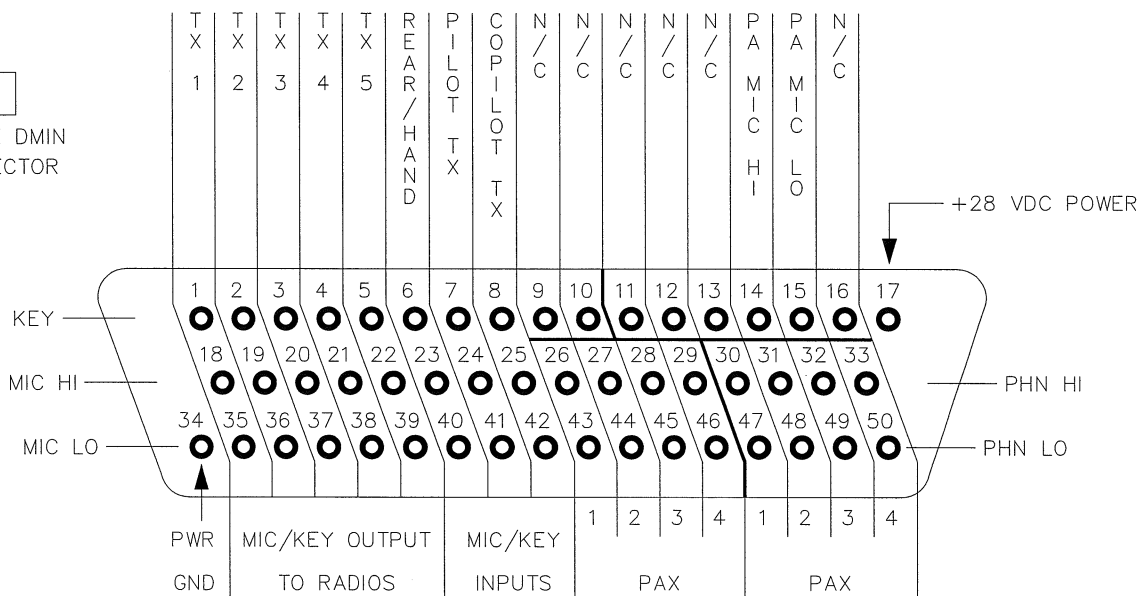 TX 1 TX 2 TX 3 TX 4 TX 5 REAR/HAND PILOT TX COPILOT TX N/C N/C N/C N/C N/C PA MIC HI PA MIC LO N/C
DMIN
+28 VDC POWER
1 2 3 4 5 6 7 8 9 10 11 12 13 14 15 16 17
KEY
18 19 20 21 22 23 24 25 26 27 28 29 30 31 32 33
MIC HI
PHN HI
34 35 36 37 38 39 40 41 42 43 44 45 46 47 48 49 50
MIC LO
PHN LO
1 2 3 4 1 2 3 4
PWR
GND
MIC/KEY OUTPUT
TO RADIOS
MIC/KEY
INPUTS
PAX
PAX